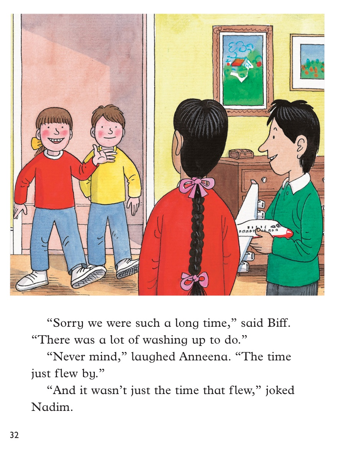 “Sorry we were such a long time,” said Biff.
“There was a lot of washing up to do.”
“Never mind,” laughed Anneena. “The time
just flew by.”
“And it wasn’t just the time that flew,” joked
Nadim.
32